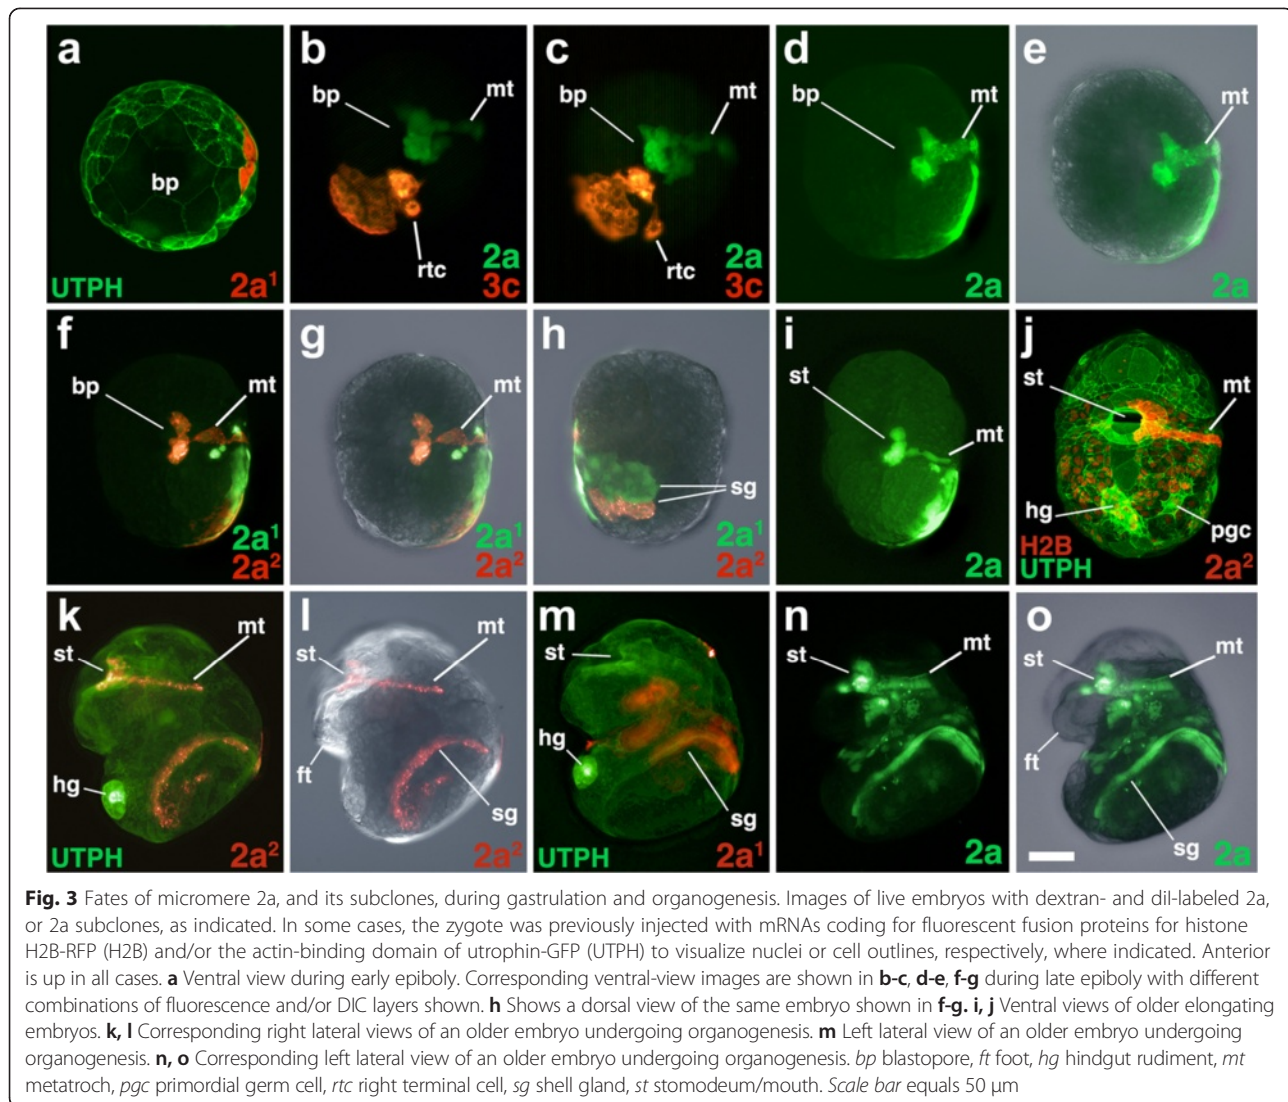 a
bp
UTPH 2a¹
b
bp
mt
rtc
2a
3c
c
bp
mt
rtc
2a
3c
d
bp
mt
2a
e
mt
2a
f
bp
mt
2a¹
2a²
g
mt
2a¹
2a²
h
sg
2a¹
2a²
i
st
mt
2a
j
st
mt
hg
pgc
H2B
UTPH 2a²
k
st
mt
hg
UTPH 2a²
l
st
mt
ft
sg
2a²
m
st
hg
sg
UTPH 2a¹
n
st
mt
2a
o
st
mt
ft
sg
2a
Fig. 3 Fates of micromere 2a, and its subclones, during gastrulation and organogenesis. Images of live embryos with dextran- and diI-labeled 2a,
or 2a subclones, as indicated. In some cases, the zygote was previously injected with mRNAs coding for fluorescent fusion proteins for histone
H2B-RFP (H2B) and/or the actin-binding domain of utrophin-GFP (UTPH) to visualize nuclei or cell outlines, respectively, where indicated. Anterior
is up in all cases. a Ventral view during early epiboly. Corresponding ventral-view images are shown in b-c, d-e, f-g during late epiboly with different
combinations of fluorescence and/or DIC layers shown. h Shows a dorsal view of the same embryo shown in f-g. i, j Ventral views of older elongating
embryos. k, l Corresponding right lateral views of an older embryo undergoing organogenesis. m Left lateral view of an older embryo undergoing
organogenesis. n, o Corresponding left lateral view of an older embryo undergoing organogenesis. bp blastopore, ft foot, hg hindgut rudiment, mt
metatroch, pgc primordial germ cell, rtc right terminal cell, sg shell gland, st stomodeum/mouth. Scale bar equals 50 μm